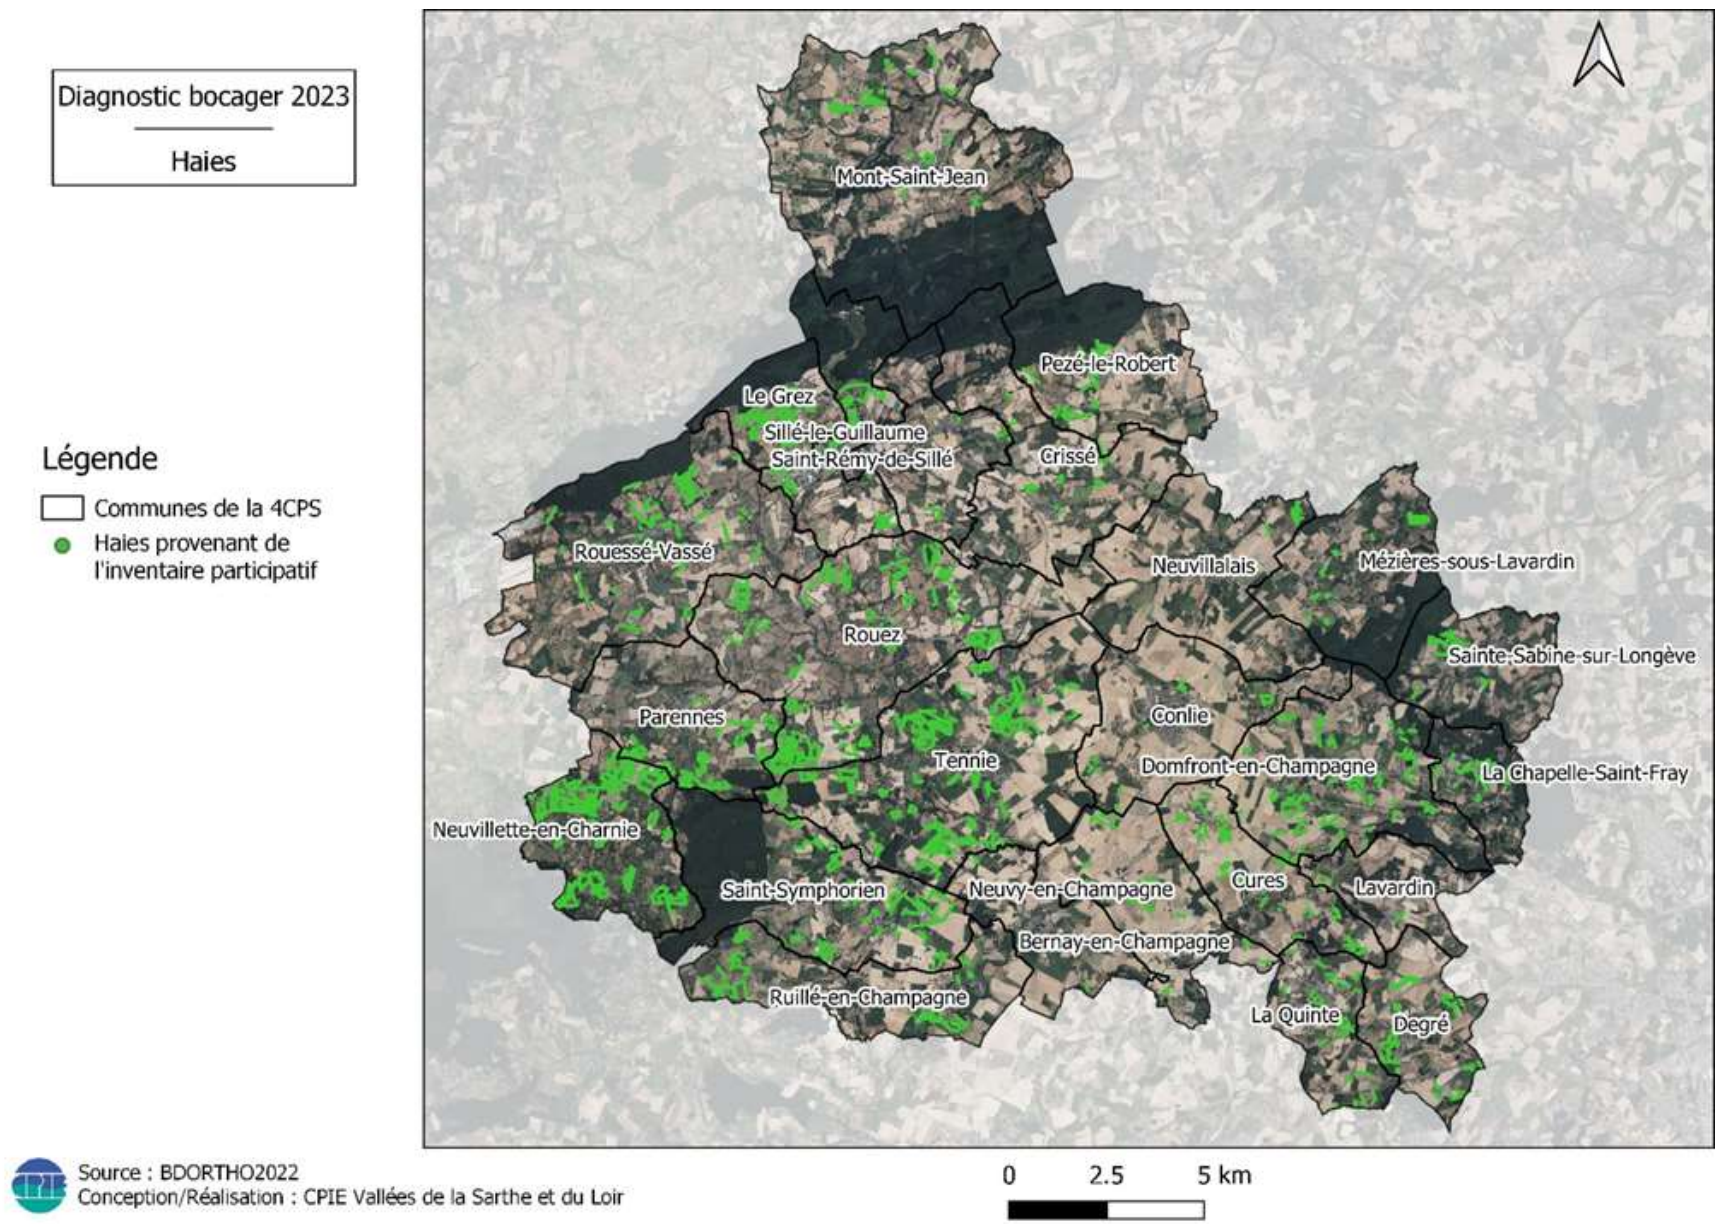 Diagnostic bocager 2023
Haies
Légende
Communes de la 4CPS
Haies provenant de
l'inventaire participatif
Mont-Saint-Jean
Pezé-le-Robert
Le Grez
Sillé-le-Guillaume
Saint-Rémy-de-Sillé
Crissé
Rouessé-Vassé
Neuvillalais
Mézières-sous-Lavardin
Rouez
Sainte-Sabine-sur-Longève
Parennes
Conlie
Tennie
Domfront-en-Champagne
La Chapelle-Saint-Fray
Neuvillette-en-Charnie
Saint-Symphorien
Neuvy-en-Champagne
Cures
Lavardin
Bernay-en-Champagne
Ruillé-en-Champagne
La Quinte
Degré
CPIE
Source : BDORTHO2022
Conception/Réalisation : CPIE Vallées de la Sarthe et du Loir
0 2.5 5 km